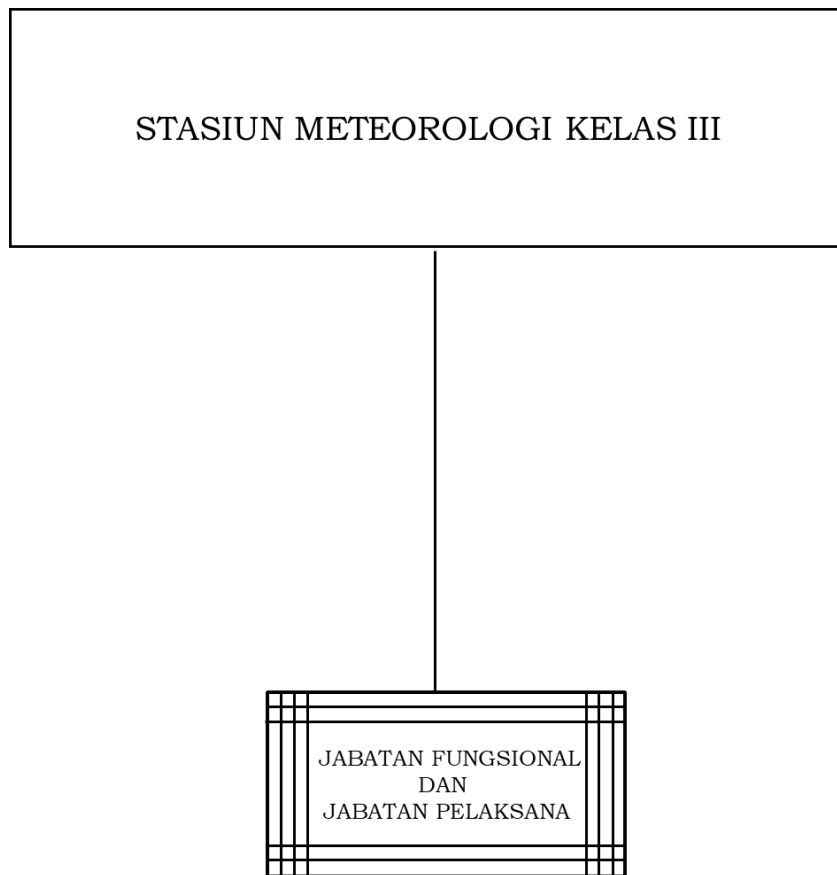 STASIUN METEOROLOGI KELAS III
JABATAN FUNGSIONAL
DAN
JABATAN PELAKSANA